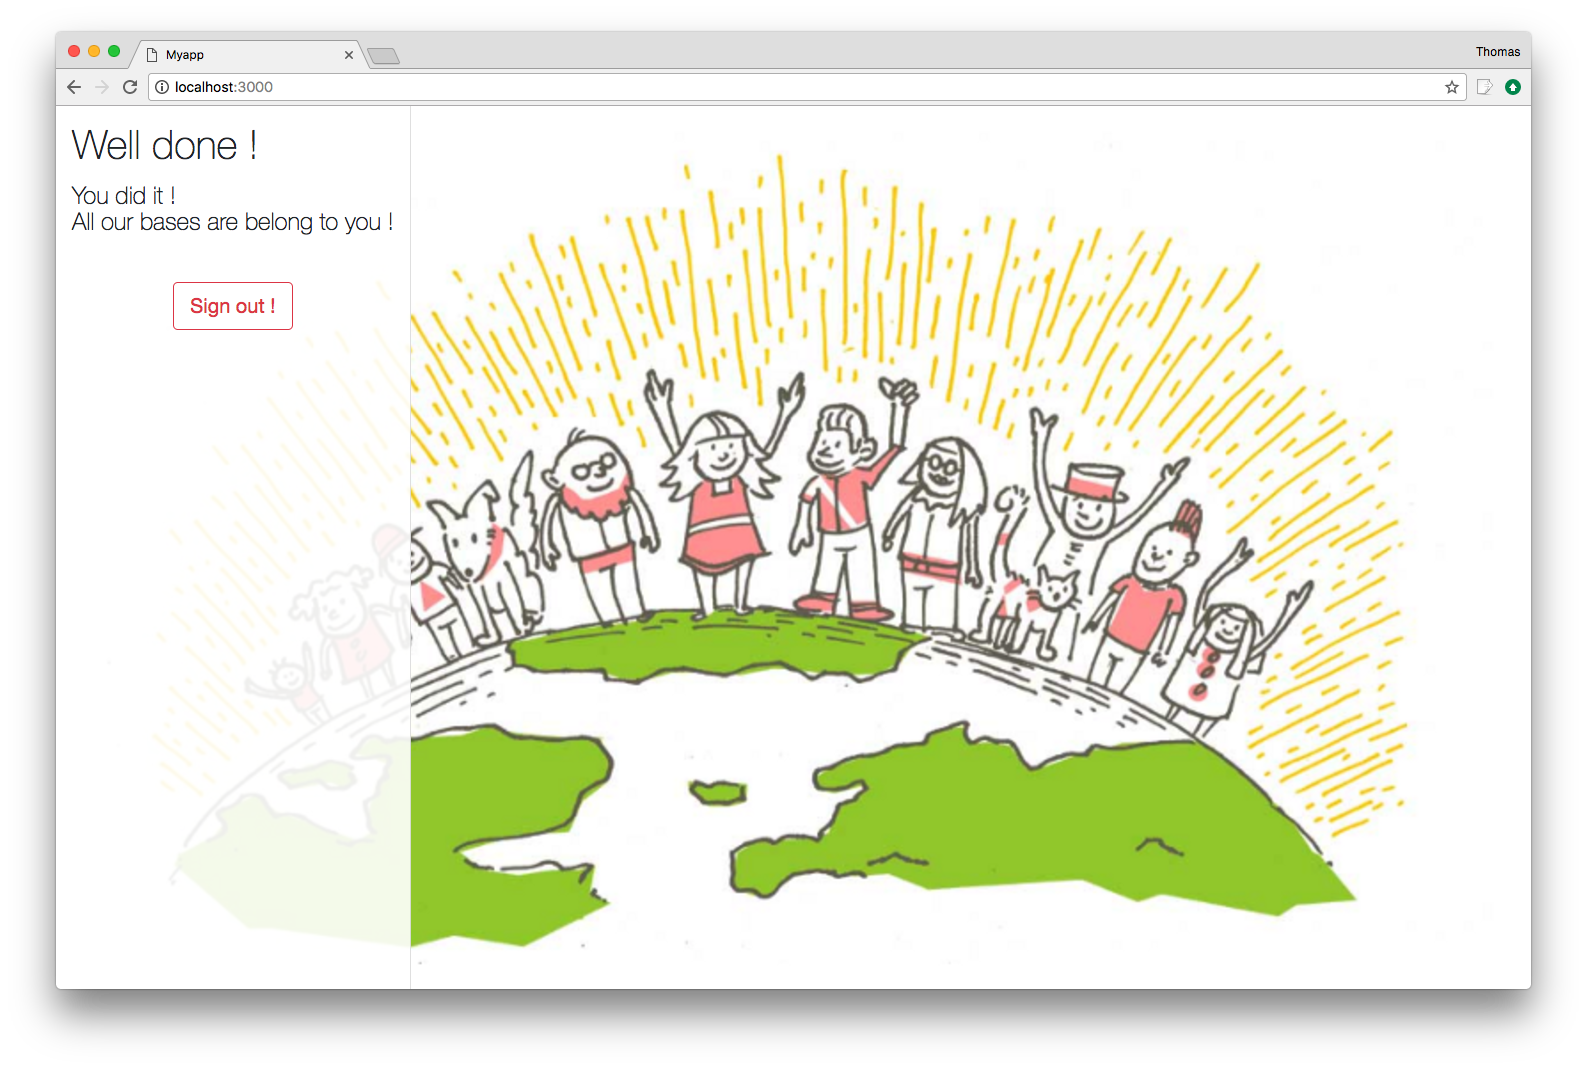 Myapp
Thomas
localhost:3000
Well done !
You did it !
All our bases are belong to you !
Sign out !